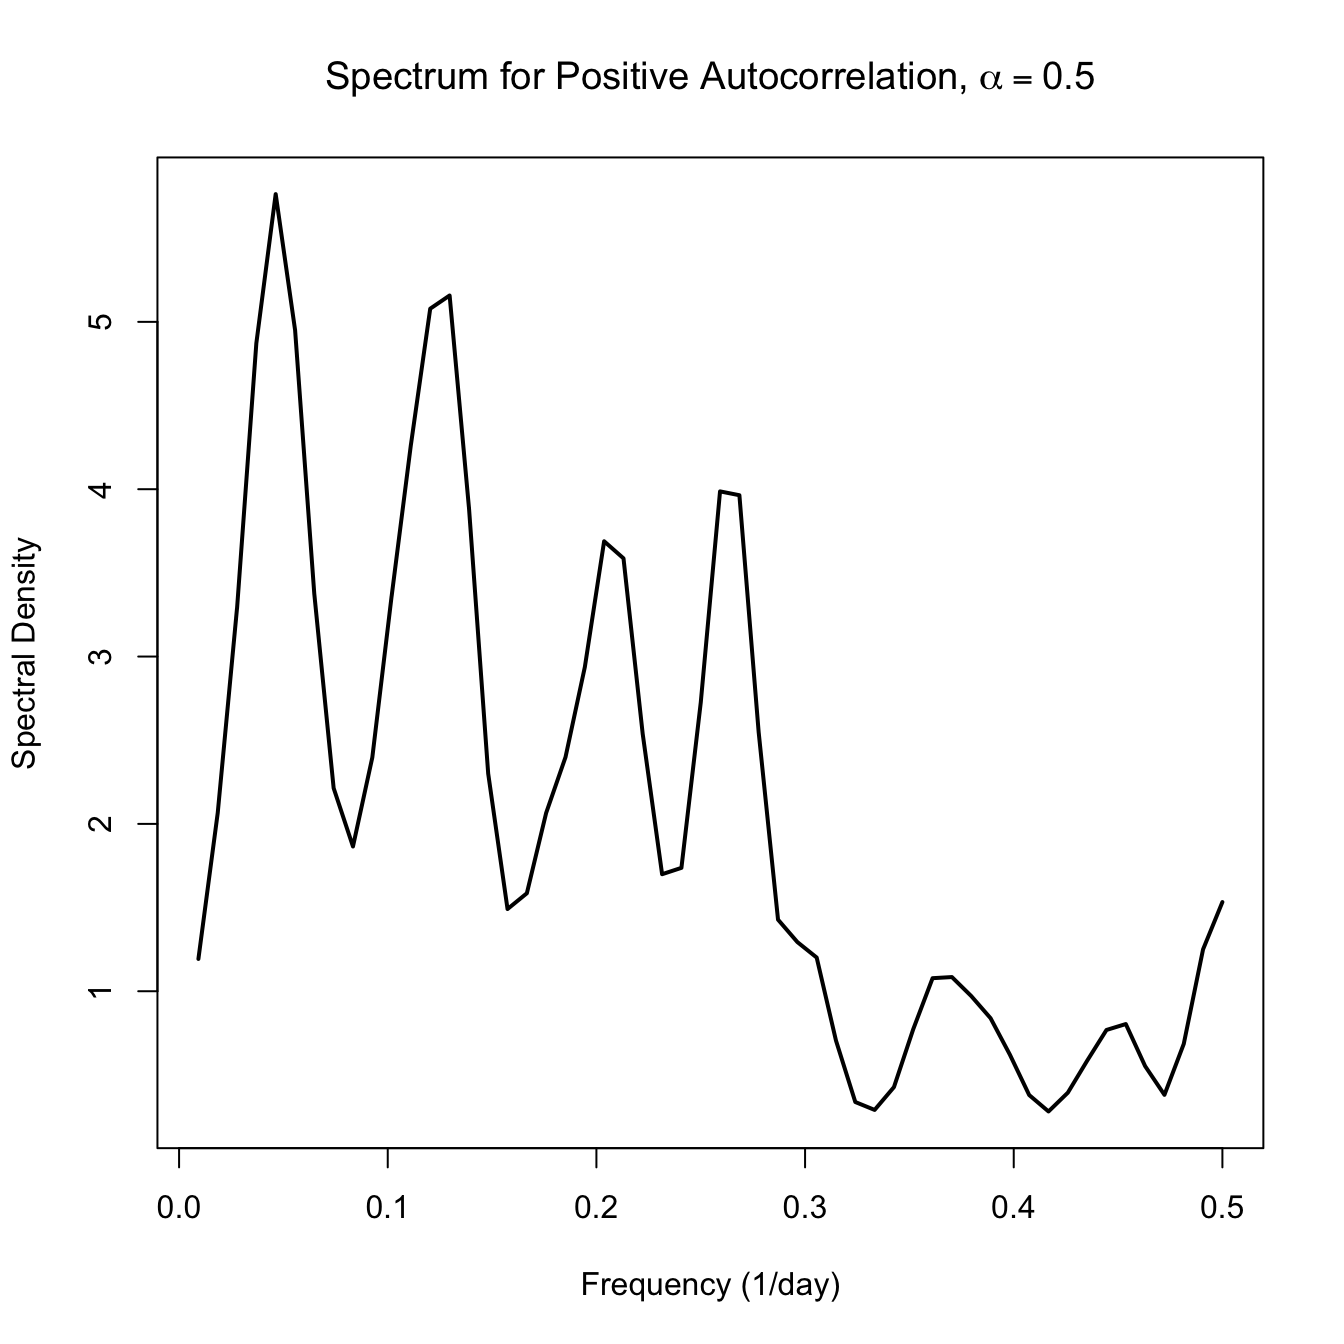 Spectrum for Positive Autocorrelation, α = 0.5
Spectral Density
5
4
3
2
1
0.0 0.1 0.2 0.3 0.4 0.5
Frequency (1/day)